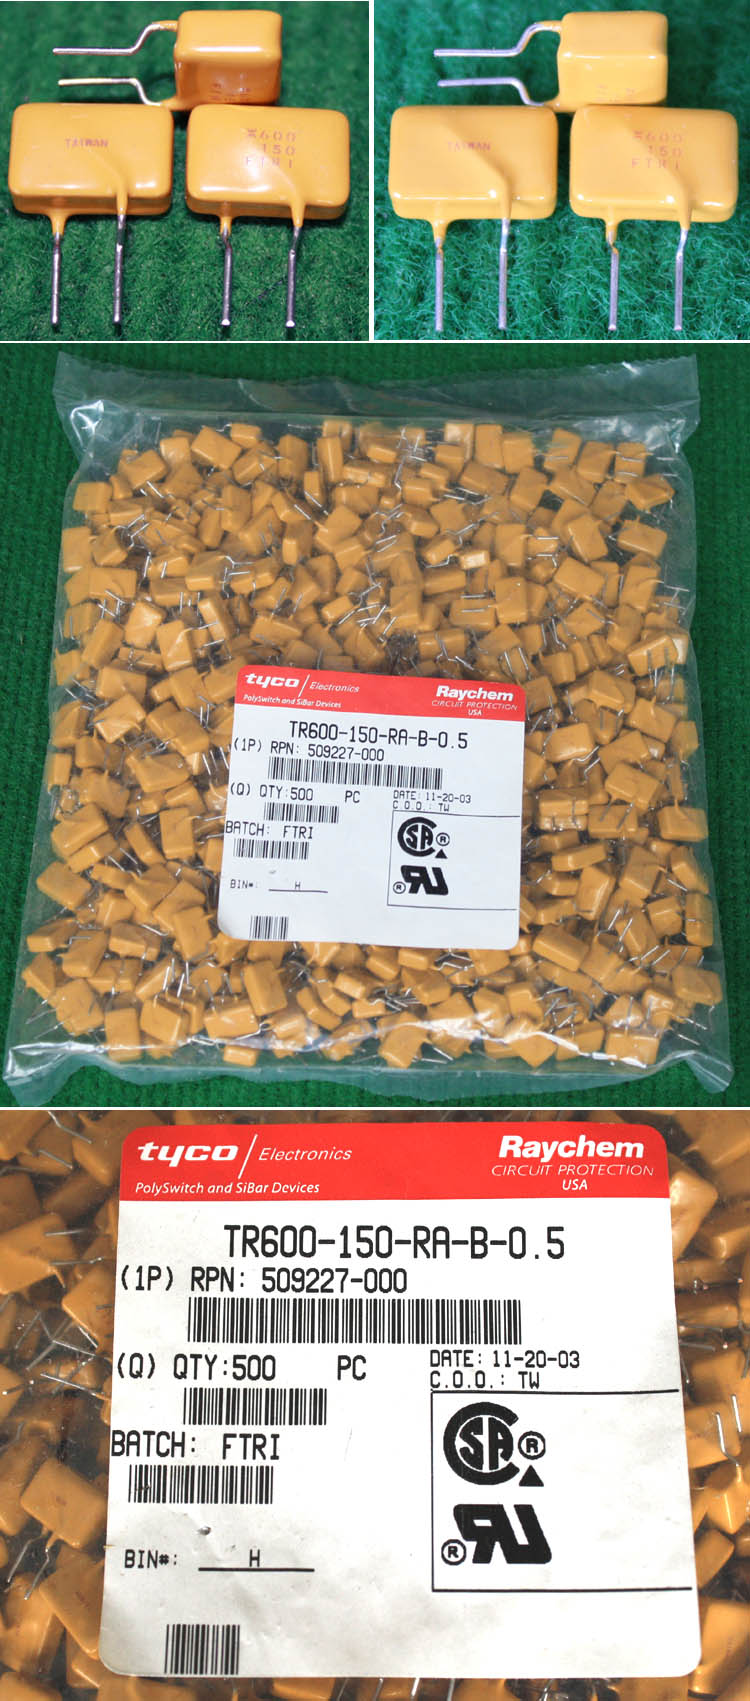 TAIWAN
600
150
FTRI
TAIWAN
600
150
FTRI
tyco Electronics Raychem
PolySwitch and SiBar Devices CIRCUIT PROTECTION
USA
TR600-150-RA-B-0.5
(1P) RPN: 509227-000
(Q) QTY:500 PC DATE: 11-20-03
C.O.O.: TW
BATCH: FTRI
BIN#: H
tyco Electronics Raychem
CIRCUIT PROTECTION
PolySwitch and SiBar Devices USA
TR600-150-RA-B-0.5
(1P) RPN: 509227-000
(Q) QTY:500 PC DATE: 11-20-03
C.O.O.: TW
BATCH: FTRI
BIN#: H